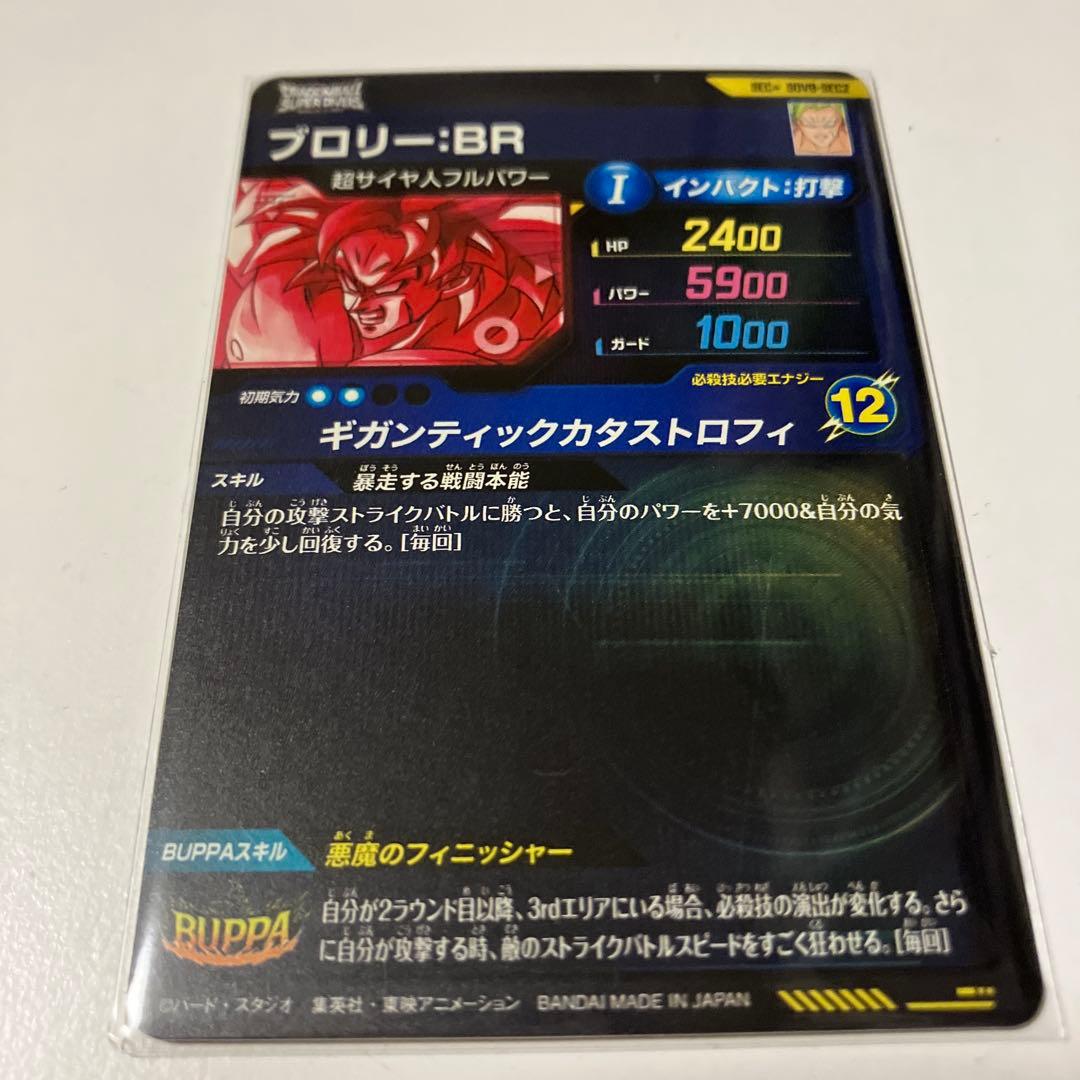 DRAGONBALL
SUPER DIVERS
SEC★ SDV8-SEC2
ブロリー:BR
超サイヤ人フルパワー
I インパクト:打撃
HP 2400
パワー 5900
ガード 1000
初期気力
必殺技必要エナジー
12
ギガンティックカタストロフィ
スキル 暴走する戦闘本能
自分の攻撃ストライクバトルに勝つと、自分のパワーを+7000&自分の気
力を少し回復する。[毎回]
BUPPAスキル 悪魔のフィニッシャー
BUPPA
自分が2ラウンド目以降、3rdエリアにいる場合、必殺技の演出が変化する。さら
に自分が攻撃する時、敵のストライクバトルスピードをすごく狂わせる。[毎回]
©バード・スタジオ 集英社・東映アニメーション BANDAI MADE IN JAPAN